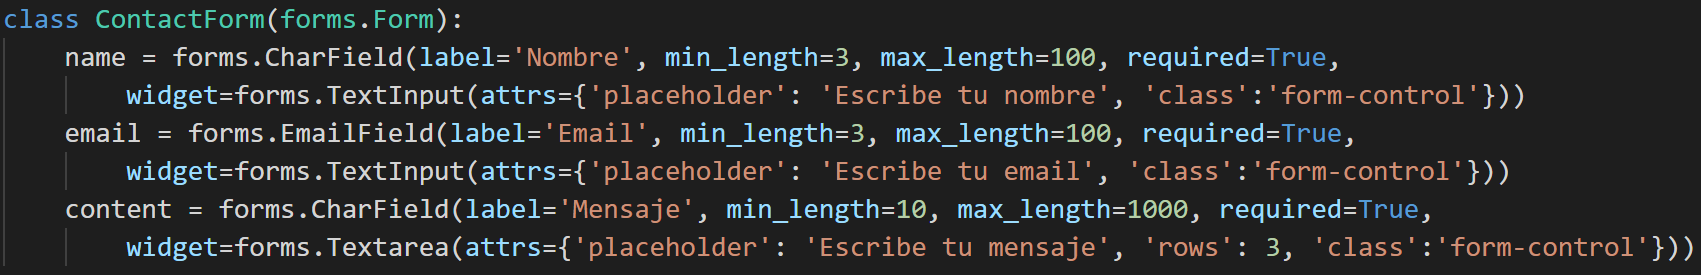 class ContactForm(forms.Form):
    name = forms.CharField(label='Nombre', min_length=3, max_length=100, required=True,
        widget=forms.TextInput(attrs={'placeholder': 'Escribe tu nombre', 'class':'form-control'}))
    email = forms.EmailField(label='Email', min_length=3, max_length=100, required=True,
        widget=forms.TextInput(attrs={'placeholder': 'Escribe tu email', 'class':'form-control'}))
    content = forms.CharField(label='Mensaje', min_length=10, max_length=1000, required=True,
        widget=forms.Textarea(attrs={'placeholder': 'Escribe tu mensaje', 'rows': 3, 'class':'form-control'}))